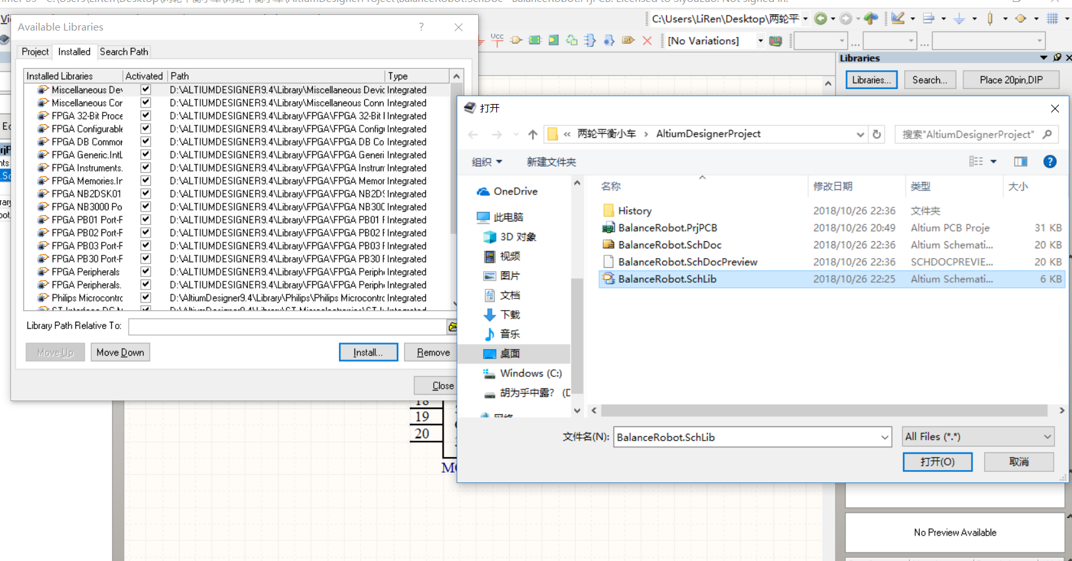 C:\Users\LiRen\Desktop\两轮平
Available Libraries
?
Project Installed Search Path
[No Variations]
Libraries
Libraries... Search... Place 20pin,DIP
Installed Libraries Activated Path Type
Miscellaneous Dev D:\ALTIUMDESIGNER9.4\Library\Miscellaneous Devic Integrated
Miscellaneous Cor D:\ALTIUMDESIGNER9.4\Library\Miscellaneous Conn Integrated
FPGA 32-Bit Proce D:\ALTIUMDESIGNER9.4\Library\FPGA\FPGA 32-Bit I Integrated
FPGA Configurable D:\ALTIUMDESIGNER9.4\Library\FPGA\FPGA Config Integrated
FPGA DB Common D:\ALTIUMDESIGNER9.4\Library\FPGA\FPGA DB Co Integrated
FPGA Generic.IntL D:\ALTIUMDESIGNER9.4\Library\FPGA\FPGA Generi Integrated
FPGA Instruments. D:\ALTIUMDESIGNER9.4\Library\FPGA\FPGA Instrun Integrated
FPGA Memories.Ir D:\ALTIUMDESIGNER9.4\Library\FPGA\FPGA Memor Integrated
FPGA NB2DSK01 D:\ALTIUMDESIGNER9.4\Library\FPGA\FPGA NB2DS Integrated
FPGA NB3000 Po D:\ALTIUMDESIGNER9.4\Library\FPGA\FPGA NB300 Integrated
FPGA PB01 Port-F D:\ALTIUMDESIGNER9.4\Library\FPGA\FPGA PB01 F Integrated
FPGA PB02 Port-F D:\ALTIUMDESIGNER9.4\Library\FPGA\FPGA PB02 F Integrated
FPGA PB03 Port-F D:\ALTIUMDESIGNER9.4\Library\FPGA\FPGA PB03 F Integrated
FPGA PB30 Port-F D:\ALTIUMDESIGNER9.4\Library\FPGA\FPGA PB30 F Integrated
FPGA Peripherals D:\ALTIUMDESIGNER9.4\Library\FPGA\FPGA Periph Integrated
FPGA Peripherals. D:\ALTIUMDESIGNER9.4\Library\FPGA\FPGA Periph Integrated
Philips Microcontrc D:\AltiumDesigner9.4\Library\Philips\Philips Microcontrc Integrated
Library Path Relative To:
Move Up Move Down Install... Remove
Close
打开
« 两轮平衡小车 › AltiumDesignerProject
搜索"AltiumDesignerProject"
组织 新建文件夹
OneDrive
此电脑
3D 对象
视频
图片
文档
下载
音乐
桌面
Windows (C:)
胡为乎中露? (D
网络
名称 修改日期 类型 大小
History 2018/10/26 22:36 文件夹
BalanceRobot.PrjPCB 2018/10/26 20:49 Altium PCB Proje 31 KB
BalanceRobot.SchDoc 2018/10/26 22:36 Altium Schemati... 20 KB
BalanceRobot.SchDocPreview 2018/10/26 22:36 SCHDOCPREVIE... 20 KB
BalanceRobot.SchLib 2018/10/26 22:25 Altium Schemati... 6 KB
文件名(N): BalanceRobot.SchLib All Files (*.*)
打开(O) 取消
18
19
20
No Preview Available